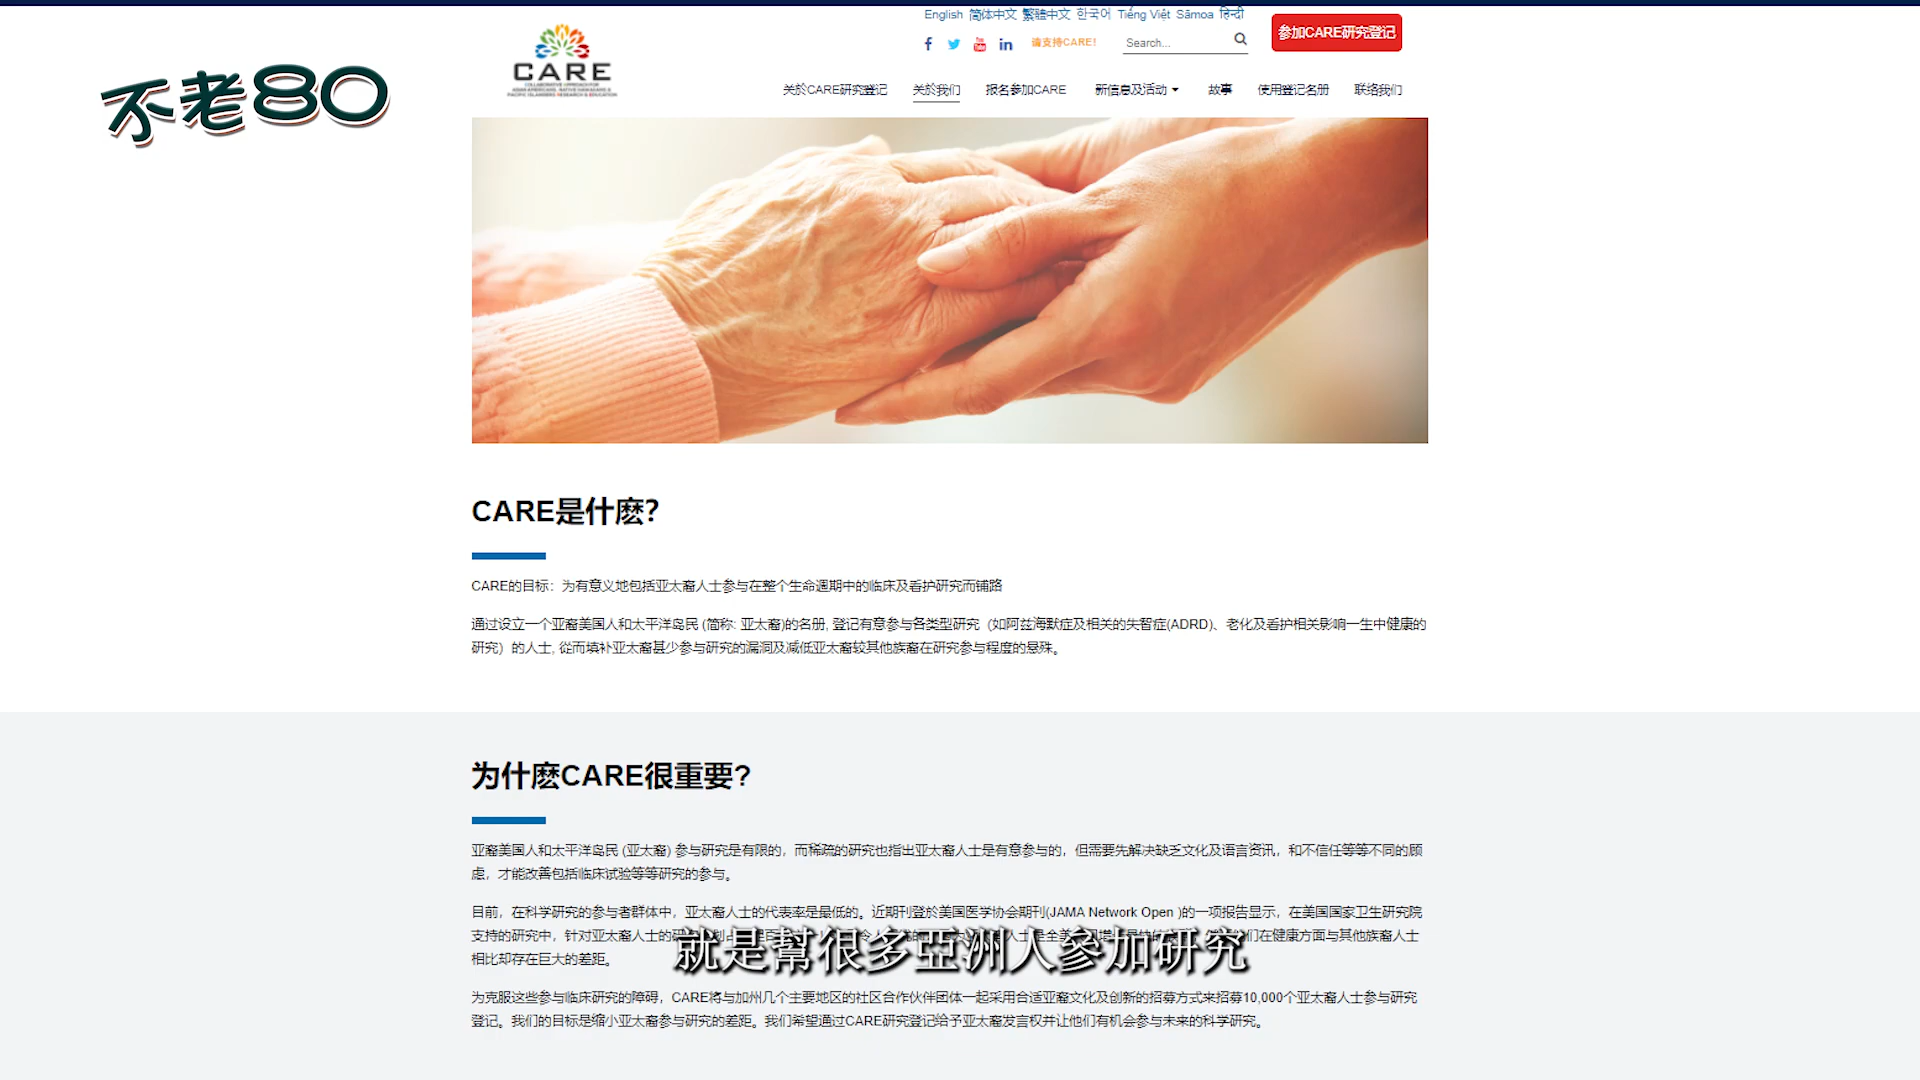 English 简体中文 繁體中文 한국어 Tiếng Việt Sāmoa हिन्दी
请支持CARE!
Search...
参加CARE研究登记
不老80
CARE
COLLABORATIVE APPROACH FOR
ASIAN AMERICANS, NATIVE HAWAIIANS &
PACIFIC ISLANDERS RESEARCH & EDUCATION
关於CARE研究登记 关於我们 报名参加CARE 新信息及活动 故事 使用登记名册 联络我们
CARE是什麽?
CARE的目标：为有意义地包括亚太裔人士参与在整个生命週期中的临床及看护研究而铺路
通过设立一个亚裔美国人和太平洋岛民 (简称: 亚太裔)的名册, 登记有意参与各类型研究（如阿兹海默症及相关的失智症(ADRD)、老化及看护相关影响一生中健康的
研究）的人士, 從而填补亚太裔甚少参与研究的漏洞及减低亚太裔较其他族裔在研究参与程度的悬殊。
为什麽CARE很重要?
亚裔美国人和太平洋岛民 (亚太裔) 参与研究是有限的，而稀疏的研究也指出亚太裔人士是有意参与的，但需要先解决缺乏文化及语言资讯，和不信任等等不同的顾
虑，才能改善包括临床试验等等研究的参与。
目前，在科学研究的参与者群体中，亚太裔人士的代表率是最低的。近期刊登於美国医学协会期刊(JAMA Network Open )的一项报告显示，在美国国家卫生研究院
支持的研究中，针对亚太裔人士的研 们在健康方面与其他族裔人士
就是幫很多亞洲人參加研究
相比却存在巨大的差距。
为克服这些参与临床研究的障碍，CARE将与加州几个主要地区的社区合作伙伴团体一起采用合适亚裔文化及创新的招募方式来招募10,000个亚太裔人士参与研究
登记。我们的目标是缩小亚太裔参与研究的差距。我们希望通过CARE研究登记给予亚太裔发言权并让他们有机会参与未来的科学研究。